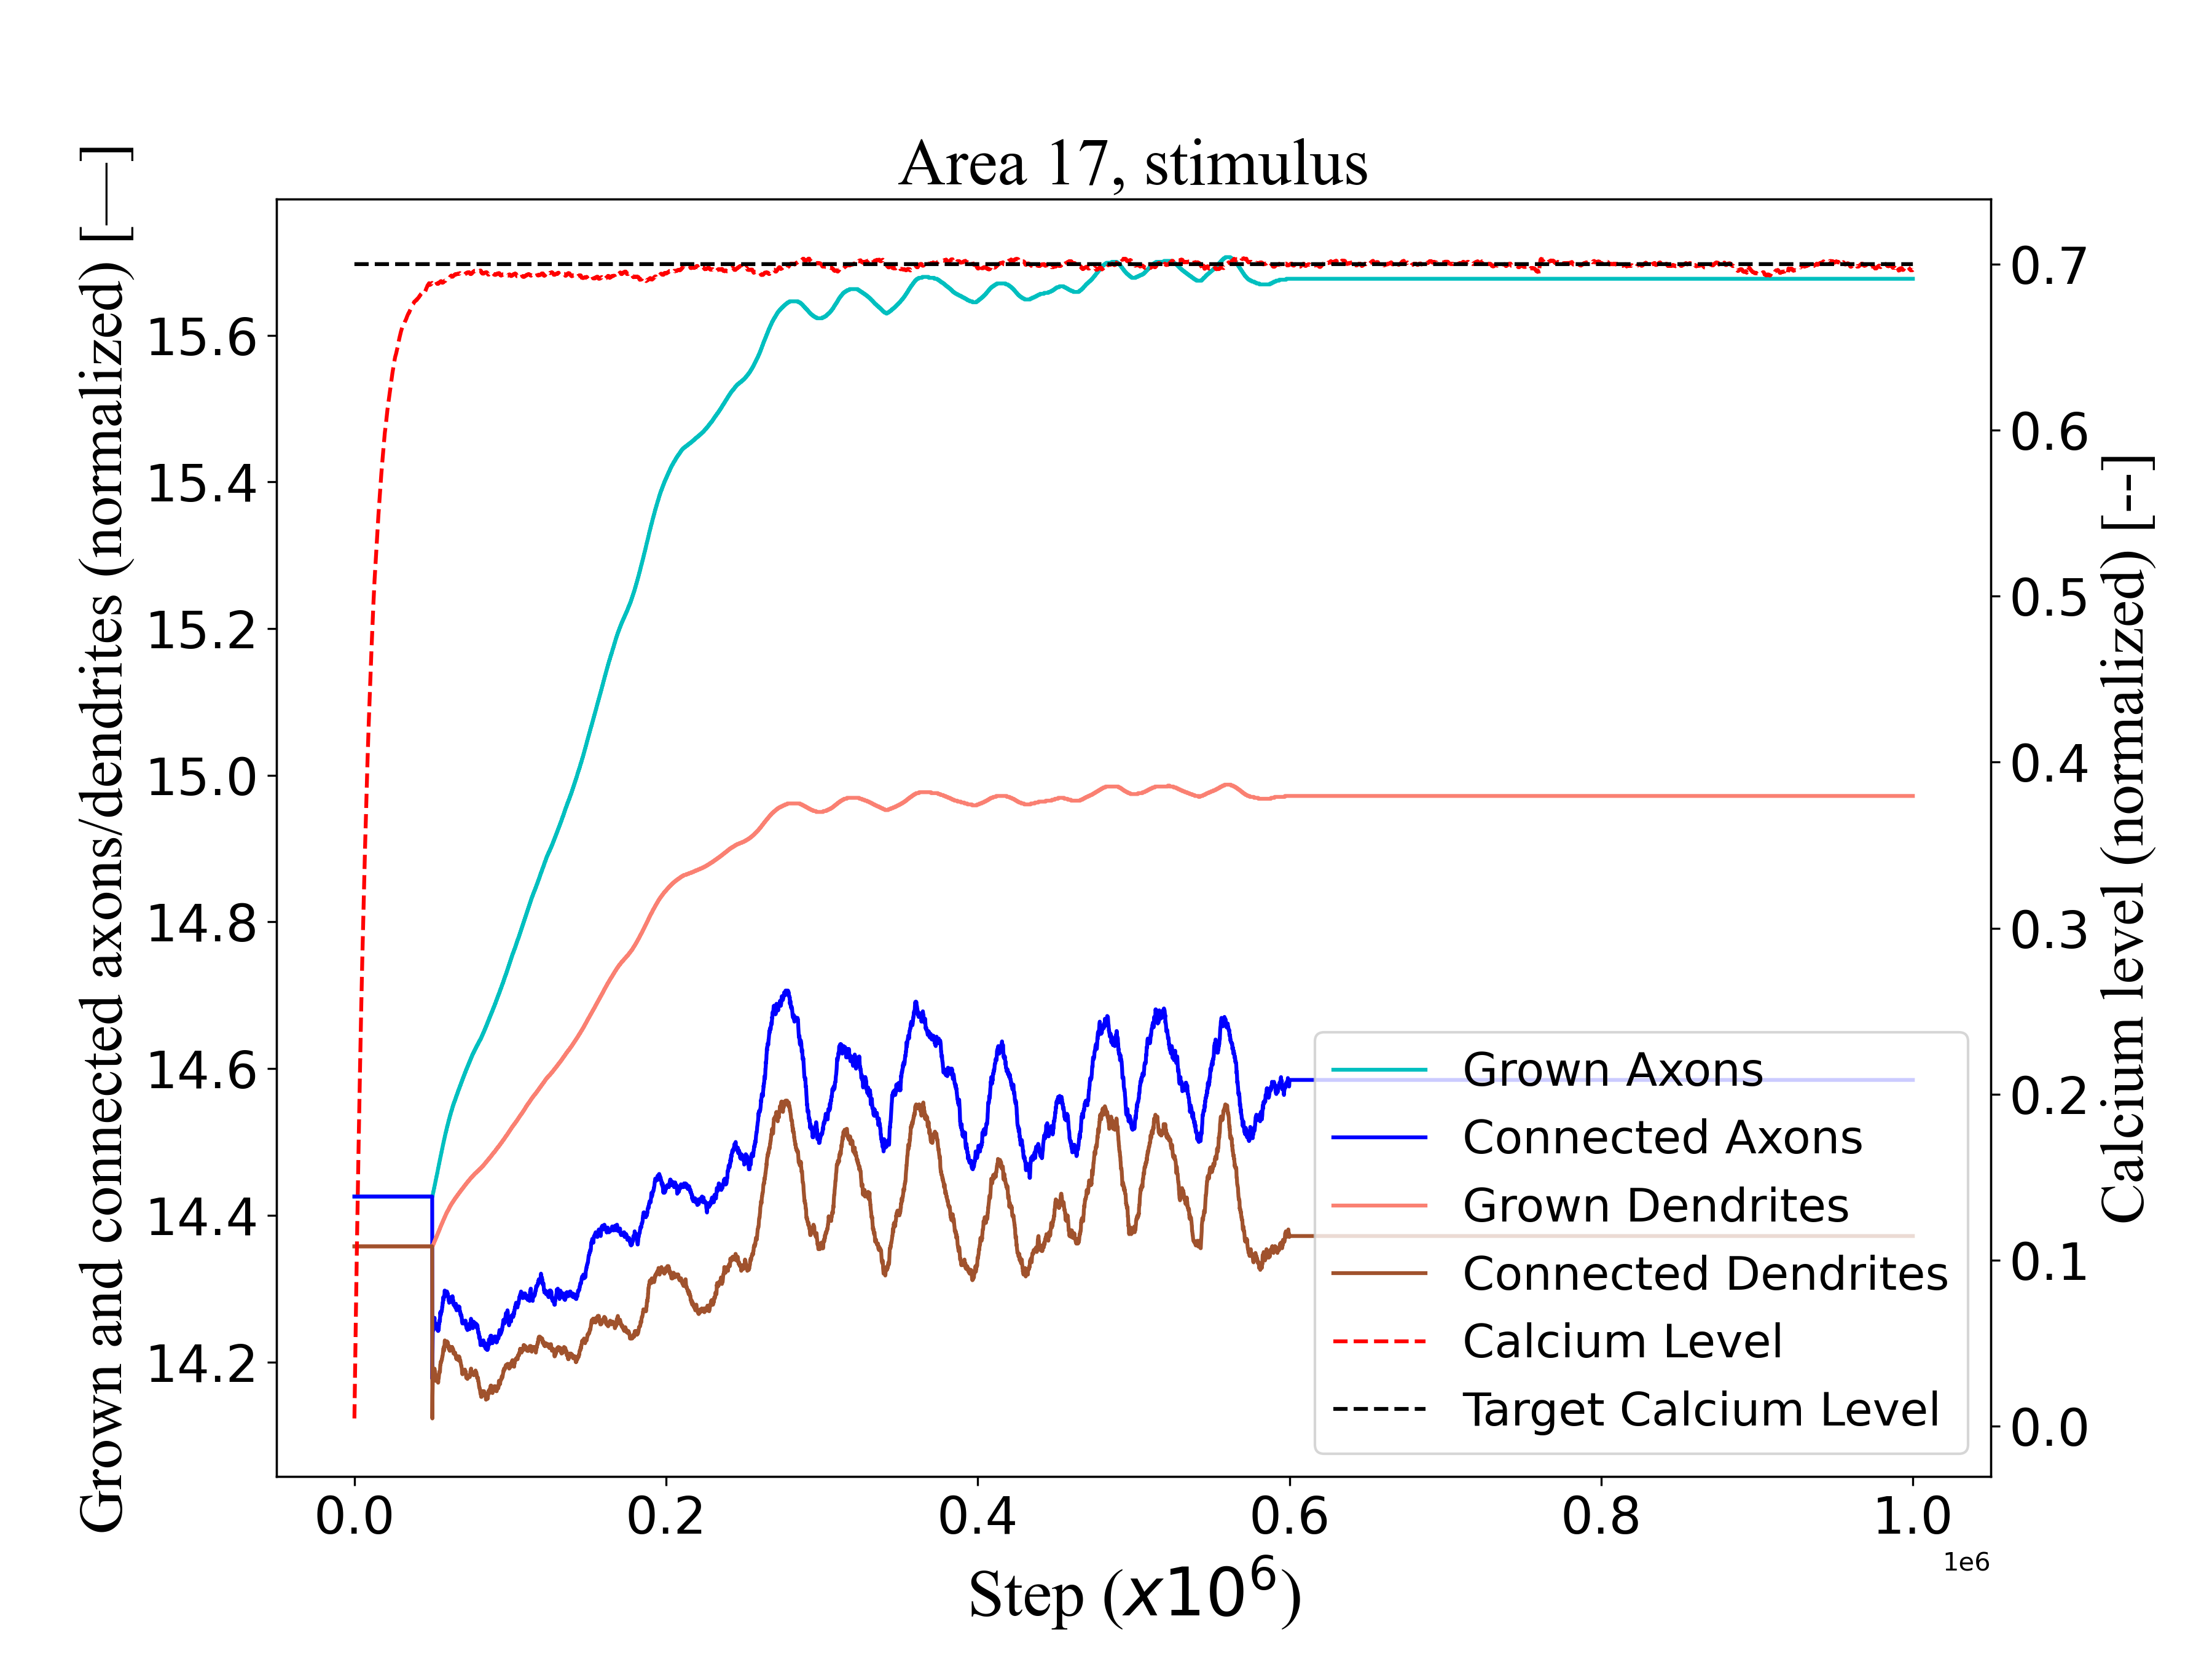 Area 17, stimulus
Grown and connected axons/dendrites (normalized) [—]
15.6
15.4
15.2
15.0
14.8
14.6
14.4
14.2
0.7
0.6
0.5
0.4
0.3
0.2
0.1
0.0
Calcium level (normalized) [--]
Grown Axons
Connected Axons
Grown Dendrites
Connected Dendrites
Calcium Level
Target Calcium Level
0.0 0.2 0.4 0.6 0.8 1.0
1e6
Step (x10⁶)